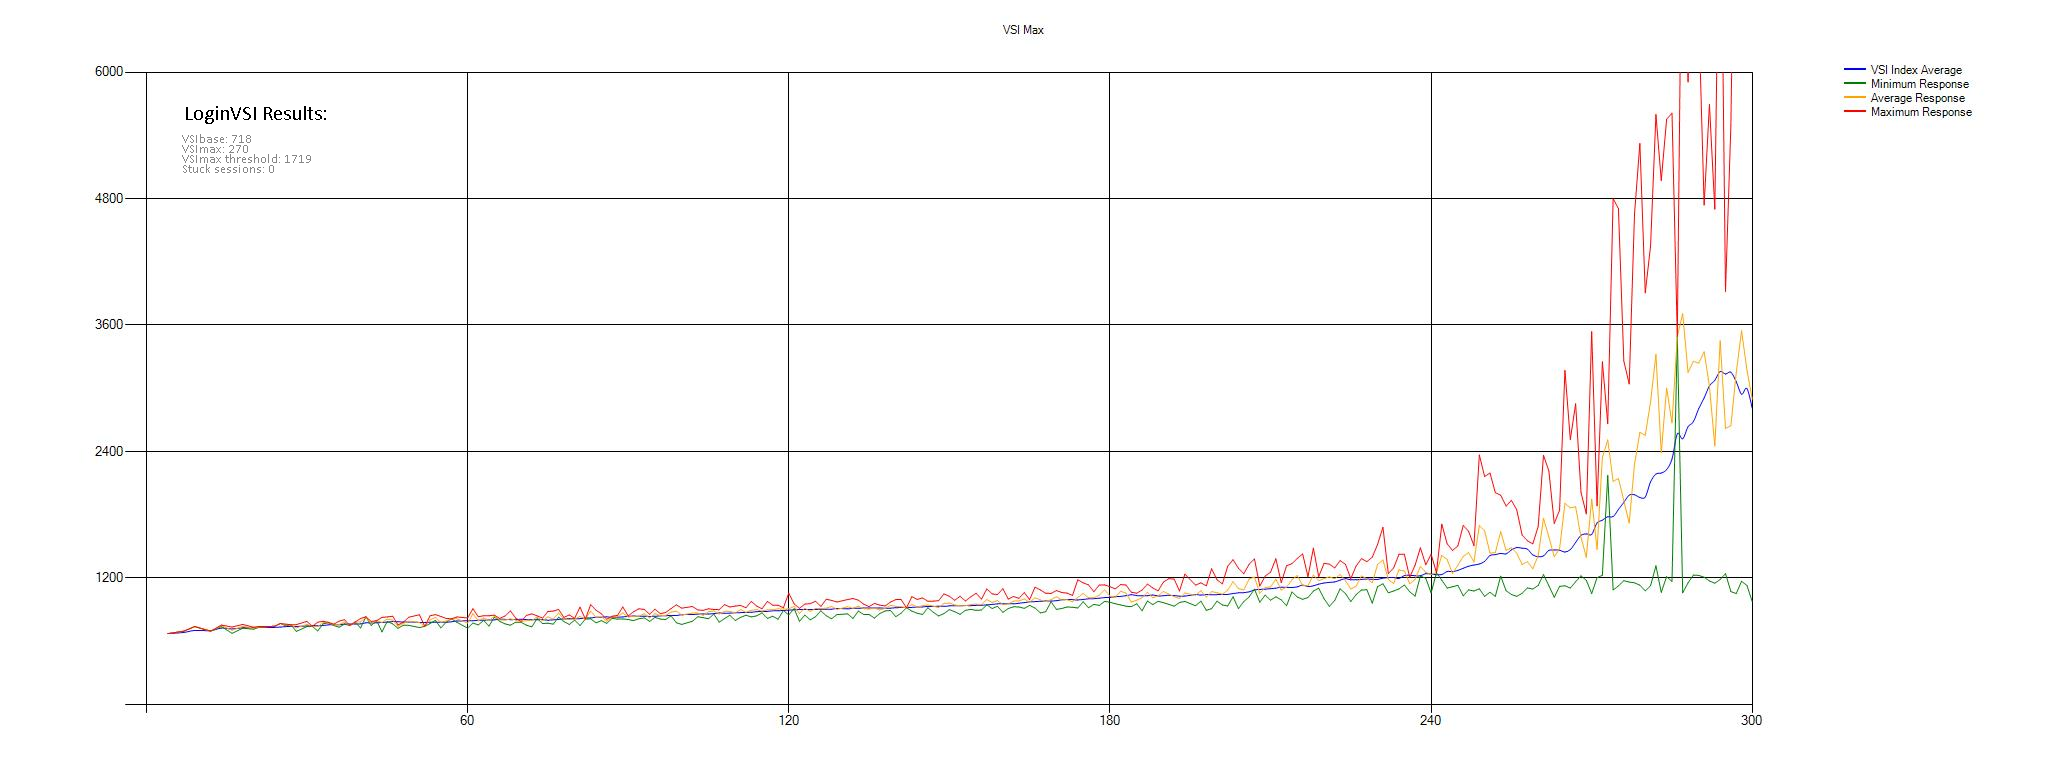 VSI Max
6000
4800
3600
2400
1200
LoginVSI Results:
VSIbase: 718
VSImax: 270
VSImax threshold: 1719
Stuck sessions: 0
60
120
180
240
300
VSI Index Average
Minimum Response
Average Response
Maximum Response